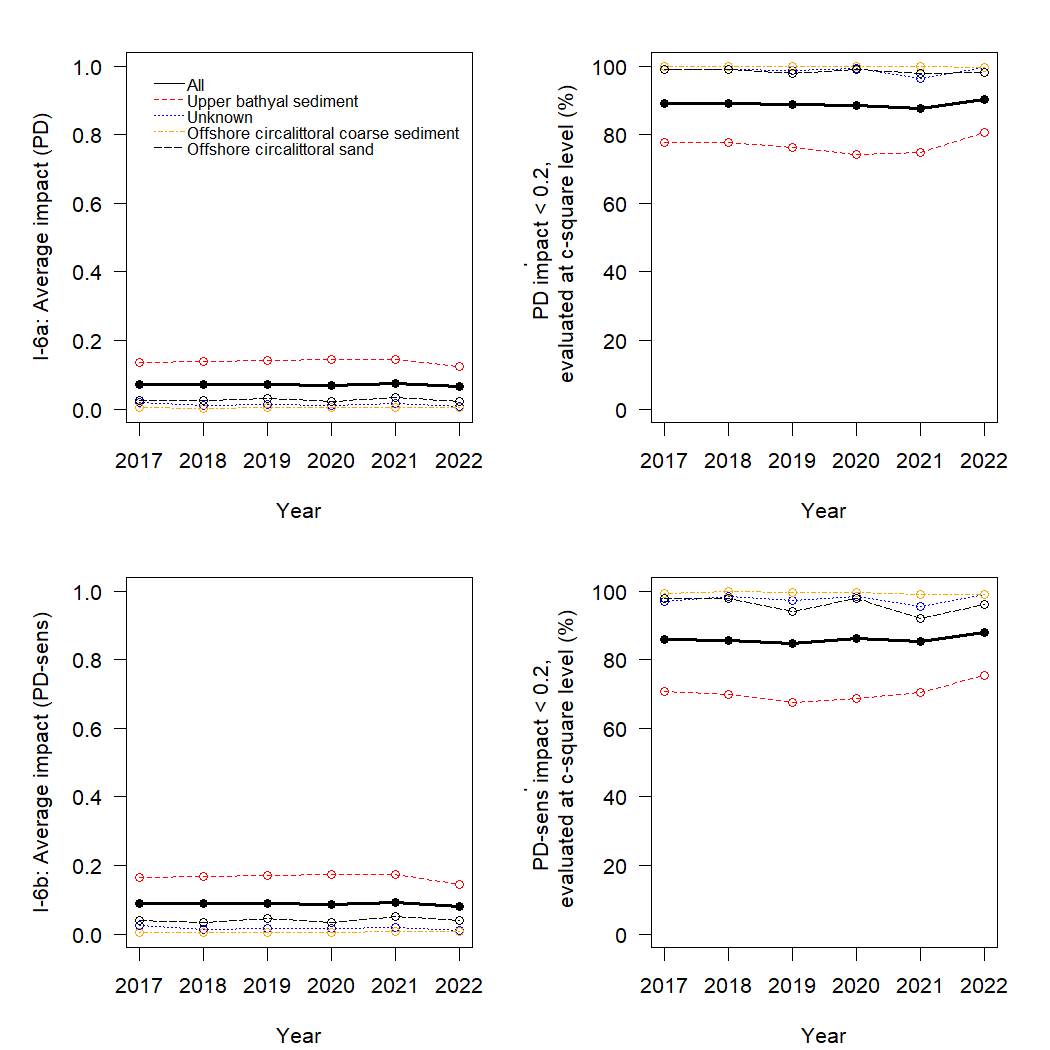 I-6a: Average impact (PD)
1.0
0.8
0.6
0.4
0.2
0.0
All
Upper bathyal sediment
Unknown
Offshore circalittoral coarse sediment
Offshore circalittoral sand
2017 2018 2019 2020 2021 2022
Year
PD impact < 0.2,
evaluated at c-square level (%)
100
80
60
40
20
0
2017 2018 2019 2020 2021 2022
Year
I-6b: Average impact (PD-sens)
1.0
0.8
0.6
0.4
0.2
0.0
2017 2018 2019 2020 2021 2022
Year
PD-sens impact < 0.2,
evaluated at c-square level (%)
100
80
60
40
20
0
2017 2018 2019 2020 2021 2022
Year